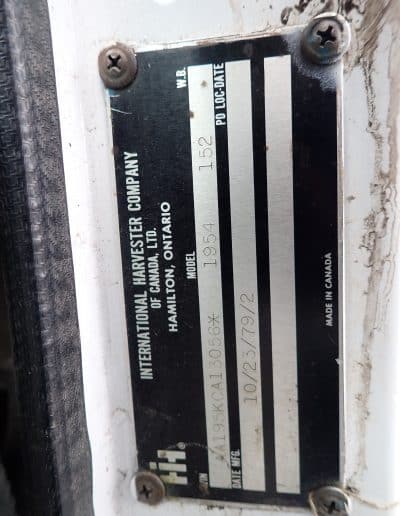 INTERNATIONAL HARVESTER COMPANY
OF CANADA, LTD.
HAMILTON, ONTARIO
MODEL W.B.
1954 152
DATE MFG. PO LOC-DATE
10/23/79/2
MADE IN CANADA